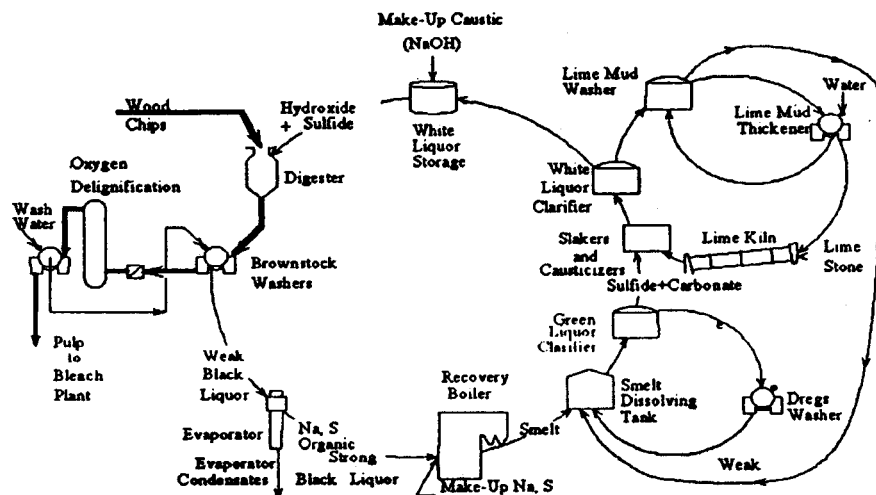 Make-Up Caustic
(NaOH)
Wood
Chips
Hydroxide
+
Sulfide
White
Liquor
Storage
Digester
Oxygen
Delignification
Wash
Water
Brownstock
Washers
Pulp
to
Bleach
Plant
Weak
Black
Liquor
Evaporator
Na, S
Organic
Strong
Evaporator
Condensates
Black Liquor
Recovery
Boiler
Make-Up Na, S
Smelt
Lime Mud
Washer
Water
Lime Mud
Thickener
White
Liquor
Clarifier
Slakers
and
Causticizers
Lime Kiln
Lime
Stone
Sulfide+Carbonate
Green
Liquor
Clarifier
Smelt
Dissolving
Tank
Dregs
Washer
Weak